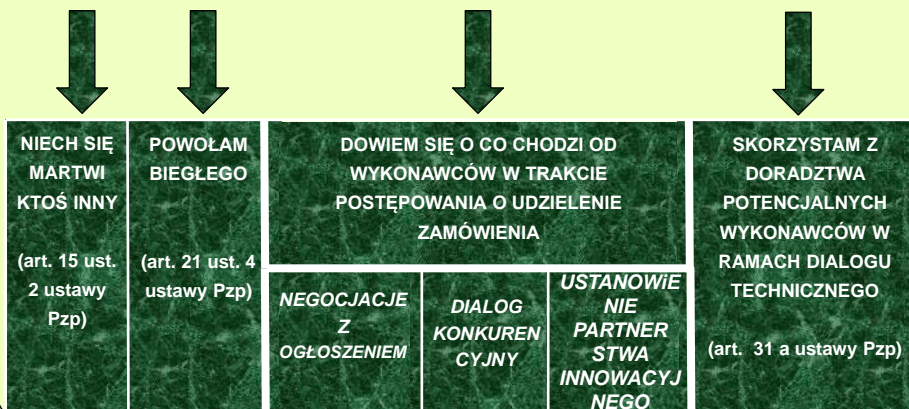 NIECH SIĘ
MARTWI
KTOŚ INNY
(art. 15 ust.
2 ustawy
Pzp)
POWOŁAM
BIEGŁEGO
(art. 21 ust. 4
ustawy Pzp)
DOWIEM SIĘ O CO CHODZI OD
WYKONAWCÓW W TRAKCIE
POSTĘPOWANIA O UDZIELENIE
ZAMÓWIENIA
NEGOCJACJE
Z
OGŁOSZENIEM
DIALOG
KONKUREN
CYJNY
USTANOWiE
NIE
PARTNER
STWA
INNOWACYJ
NEGO
SKORZYSTAM Z
DORADZTWA
POTENCJALNYCH
WYKONAWCÓW W
RAMACH DIALOGU
TECHNICZNEGO
(art. 31 a ustawy Pzp)